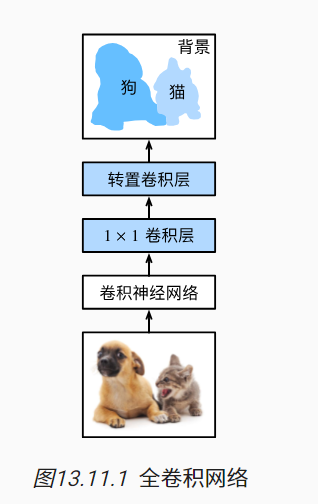 背景
狗
猫
转置卷积层
1 × 1 卷积层
卷积神经网络
图13.11.1 全卷积网络